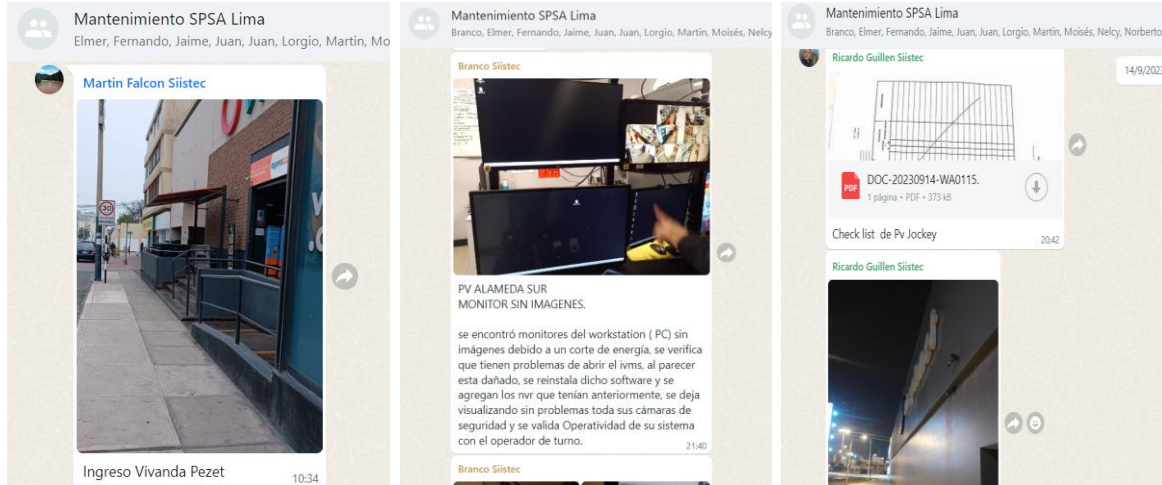 Mantenimiento SPSA Lima
Elmer, Fernando, Jaime, Juan, Juan, Lorgio, Martin, Mo
Martin Falcon Siistec
30
Ingreso Vivanda Pezet
10:34
Mantenimiento SPSA Lima
Branco, Elmer, Fernando, Jaime, Juan, Juan, Lorgio, Martin, Moisés, Nelcy
Branco Siistec
PV ALAMEDA SUR
MONITOR SIN IMAGENES.
se encontró monitores del workstation ( PC) sin
imágenes debido a un corte de energía, se verifica
que tienen problemas de abrir el ivms, al parecer
esta dañado, se reinstala dicho software y se
agregan los nvr que tenían anteriormente, se deja
visualizando sin problemas toda sus cámaras de
seguridad y se valida Operatividad de su sistema
con el operador de turno.
21:40
Branco Siistec
Mantenimiento SPSA Lima
Branco, Elmer, Fernando, Jaime, Juan, Juan, Lorgio, Martin, Moisés, Nelcy, Norberto
Ricardo Guillen Siistec
14/9/2023
PDF
DOC-20230914-WA0115.
1 página • PDF • 373 kB
Check list de Pv Jockey
20:42
Ricardo Guillen Siistec